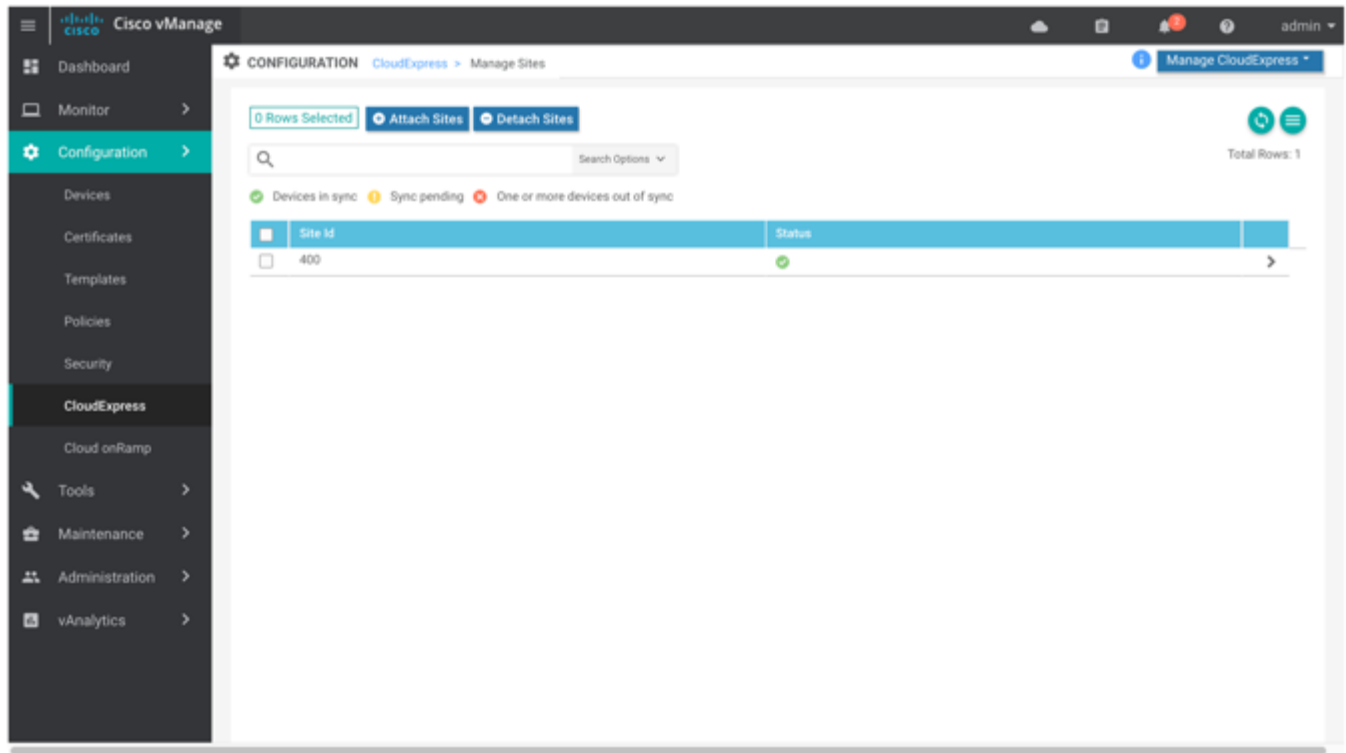 CISCO Cisco vManage 2 admin
Dashboard
CONFIGURATION CloudExpress > Manage Sites Manage CloudExpress
Monitor
0 Rows Selected Attach Sites Detach Sites
Configuration
Search Options Total Rows: 1
Devices
Devices in sync Sync pending One or more devices out of sync
Certificates
Site Id Status
400
Templates
Policies
Security
CloudExpress
Cloud onRamp
Tools
Maintenance
Administration
vAnalytics